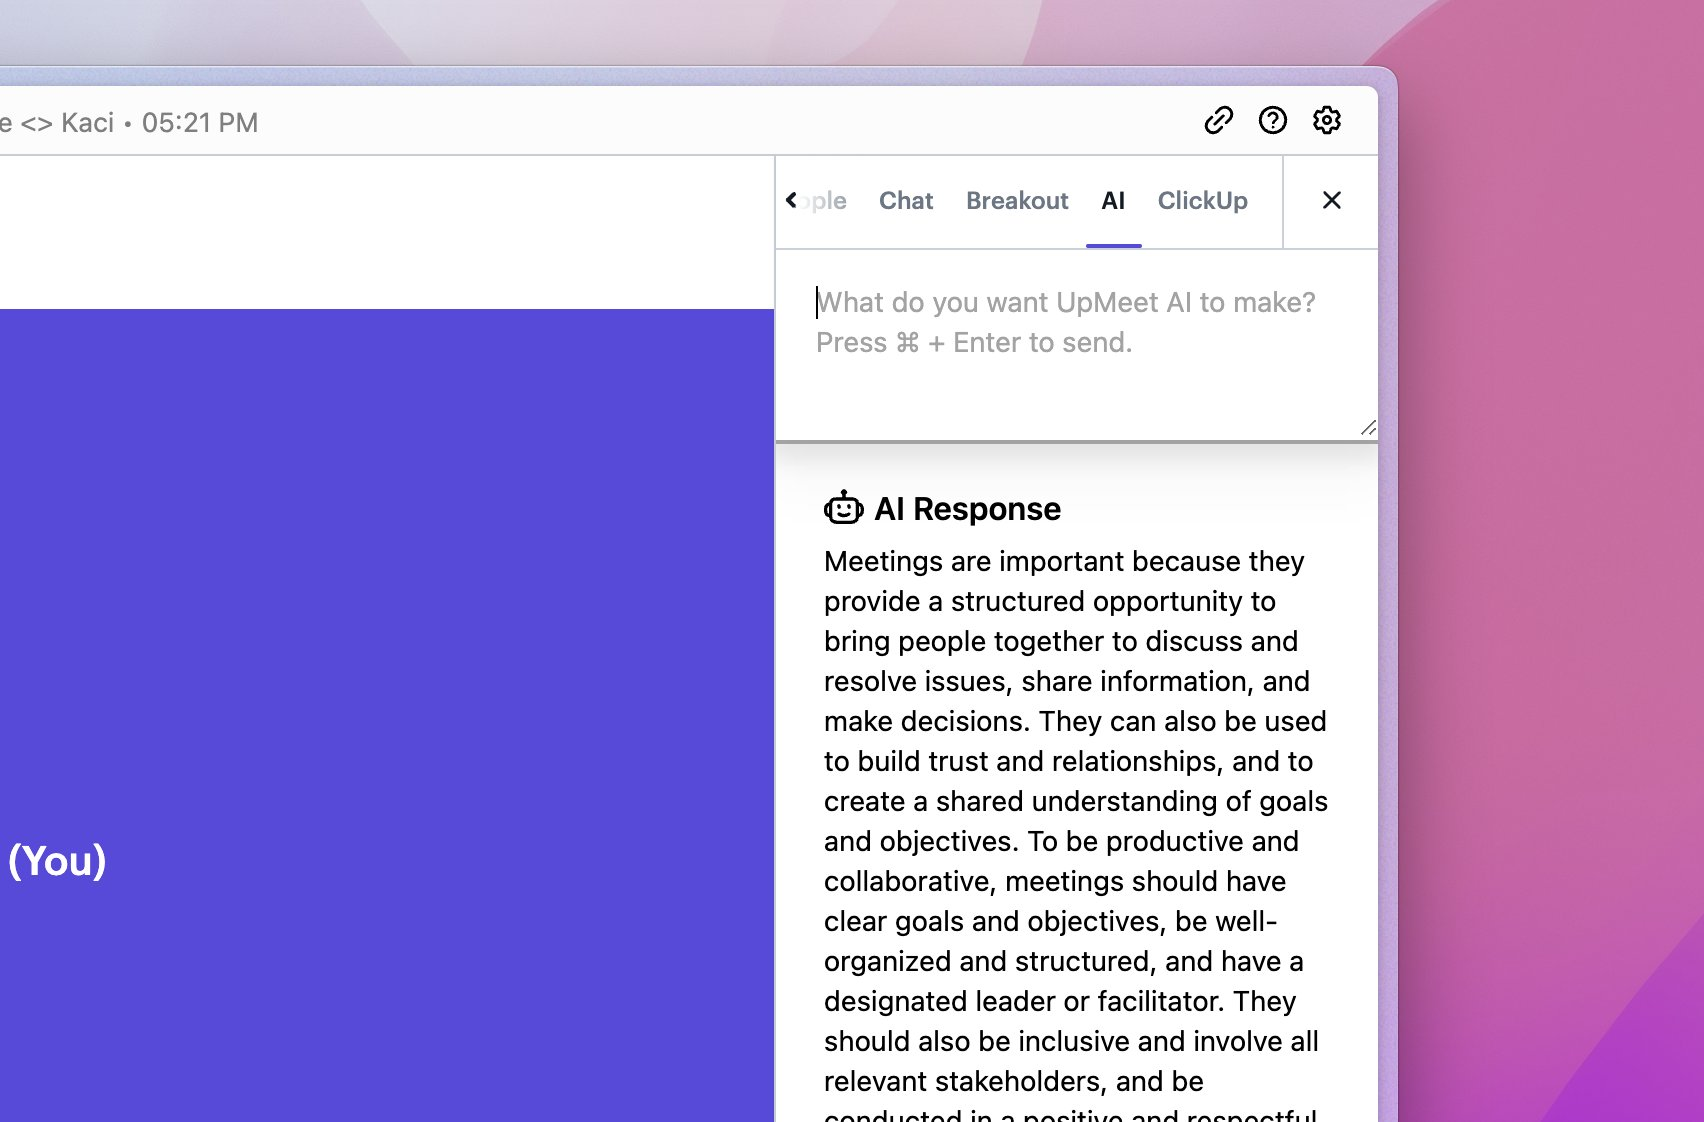 e <> Kaci • 05:21 PM
ople Chat Breakout AI ClickUp
What do you want UpMeet AI to make?
Press ⌘ + Enter to send.
AI Response
Meetings are important because they
provide a structured opportunity to
bring people together to discuss and
resolve issues, share information, and
make decisions. They can also be used
to build trust and relationships, and to
create a shared understanding of goals
and objectives. To be productive and
collaborative, meetings should have
clear goals and objectives, be well-
organized and structured, and have a
designated leader or facilitator. They
should also be inclusive and involve all
relevant stakeholders, and be
conducted in a positive and respectful
(You)